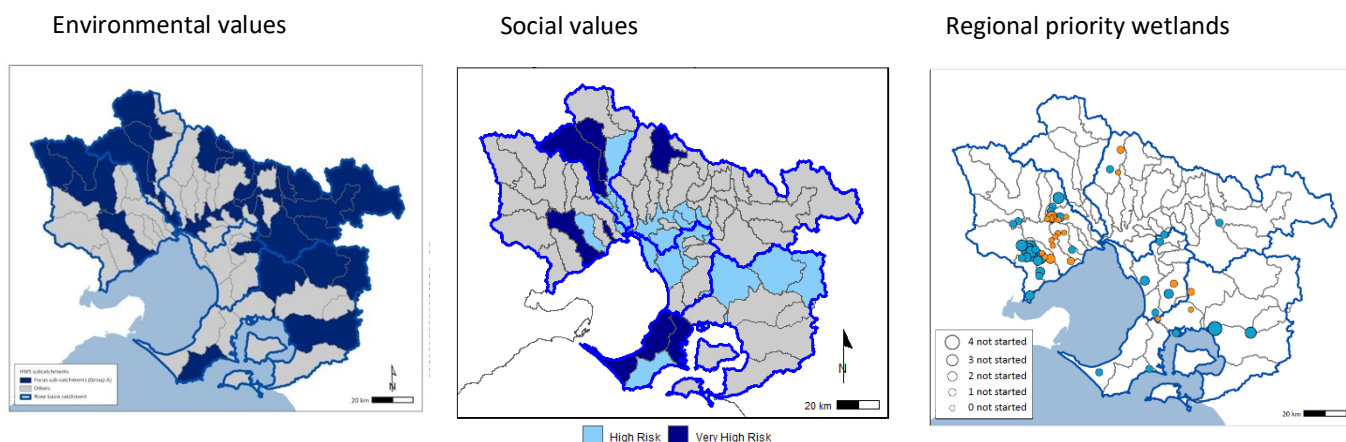 Environmental values
Social values
Regional priority wetlands
HWS subcatchments
Focus sub-catchments (Group A)
Others
River basin catchment
N
20 km
N
20 km
High Risk
Very High Risk
4 not started
3 not started
2 not started
1 not started
0 not started
N
20 km